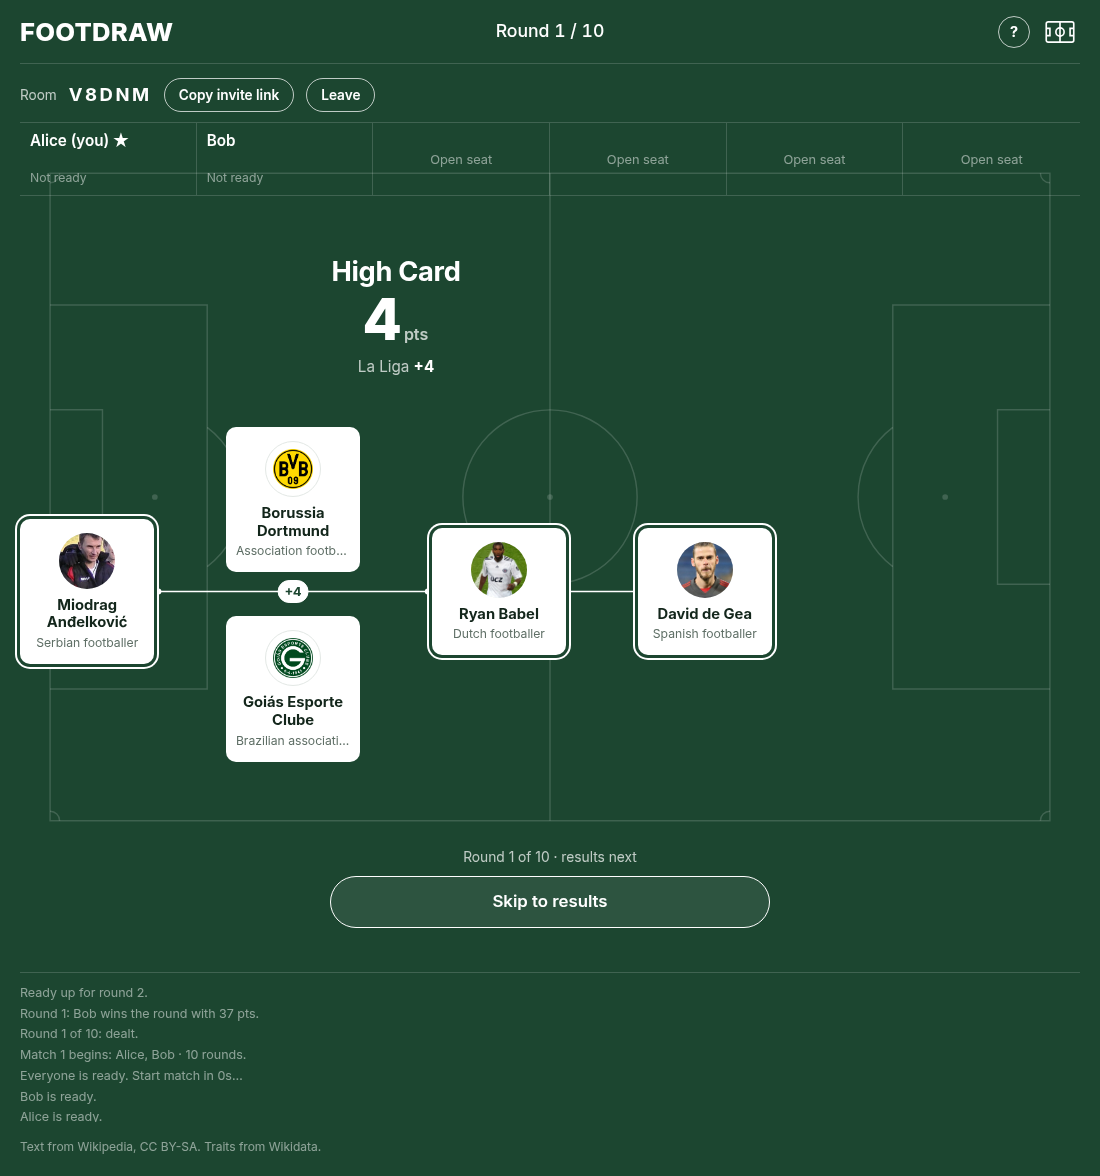 FOOTDRAW
Round 1 / 10
?
Room V8DNM Copy invite link Leave
Alice (you) ★
Not ready
Bob
Not ready
Open seat
Open seat
Open seat
Open seat
High Card
4 pts
La Liga +4
BVB
09
Borussia
Dortmund
Association footb...
Miodrag
Anđelković
Serbian footballer
+4
Ryan Babel
Dutch footballer
David de Gea
Spanish footballer
Goiás Esporte
Clube
Brazilian associati...
Round 1 of 10 · results next
Skip to results
Ready up for round 2.
Round 1: Bob wins the round with 37 pts.
Round 1 of 10: dealt.
Match 1 begins: Alice, Bob · 10 rounds.
Everyone is ready. Start match in 0s...
Bob is ready.
Alice is ready.
Text from Wikipedia, CC BY-SA. Traits from Wikidata.